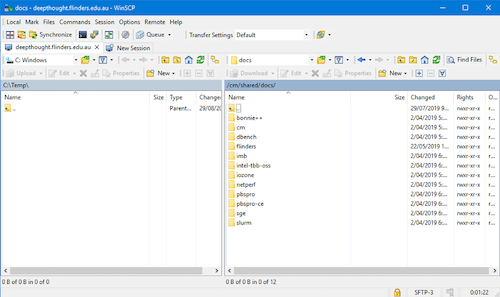 docs - deepthought.flinders.edu.au - WinSCP
Local Mark Files Commands Session Options Remote Help
Synchronize Queue Transfer Settings Default
deepthought.flinders.edu.au New Session
C: Windows docs Find Files
Upload Edit Properties New Download Edit Properties New
C:\Temp\ /cm/shared/docs/
Name Size Type Changed Name Size Changed Rights O...
.. Parent... 29/08/20 .. 29/07/2019 9... rwxr-xr-x r...
bonnie++ 2/04/2019 5:... rwxr-xr-x r...
cm 2/04/2019 6:... rwxr-xr-x r...
dbench 2/04/2019 5:... rwxr-xr-x r...
flinders 22/05/2019 1... rwxr-xr-x r...
imb 2/04/2019 6:... rwxr-xr-x r...
intel-tbb-oss 2/04/2019 6:... rwxr-xr-x r...
iozone 2/04/2019 5:... rwxr-xr-x r...
netperf 2/04/2019 6:... rwxr-xr-x r...
pbspro 2/04/2019 6:... rwxr-xr-x r...
pbspro-ce 2/04/2019 6:... rwxr-xr-x r...
sge 2/04/2019 6:... rwxr-xr-x r...
slurm 2/04/2019 6:... rwxr-xr-x r...
0 B of 0 B in 0 of 0 0 B of 0 B in 0 of 12
SFTP-3 0:01:22